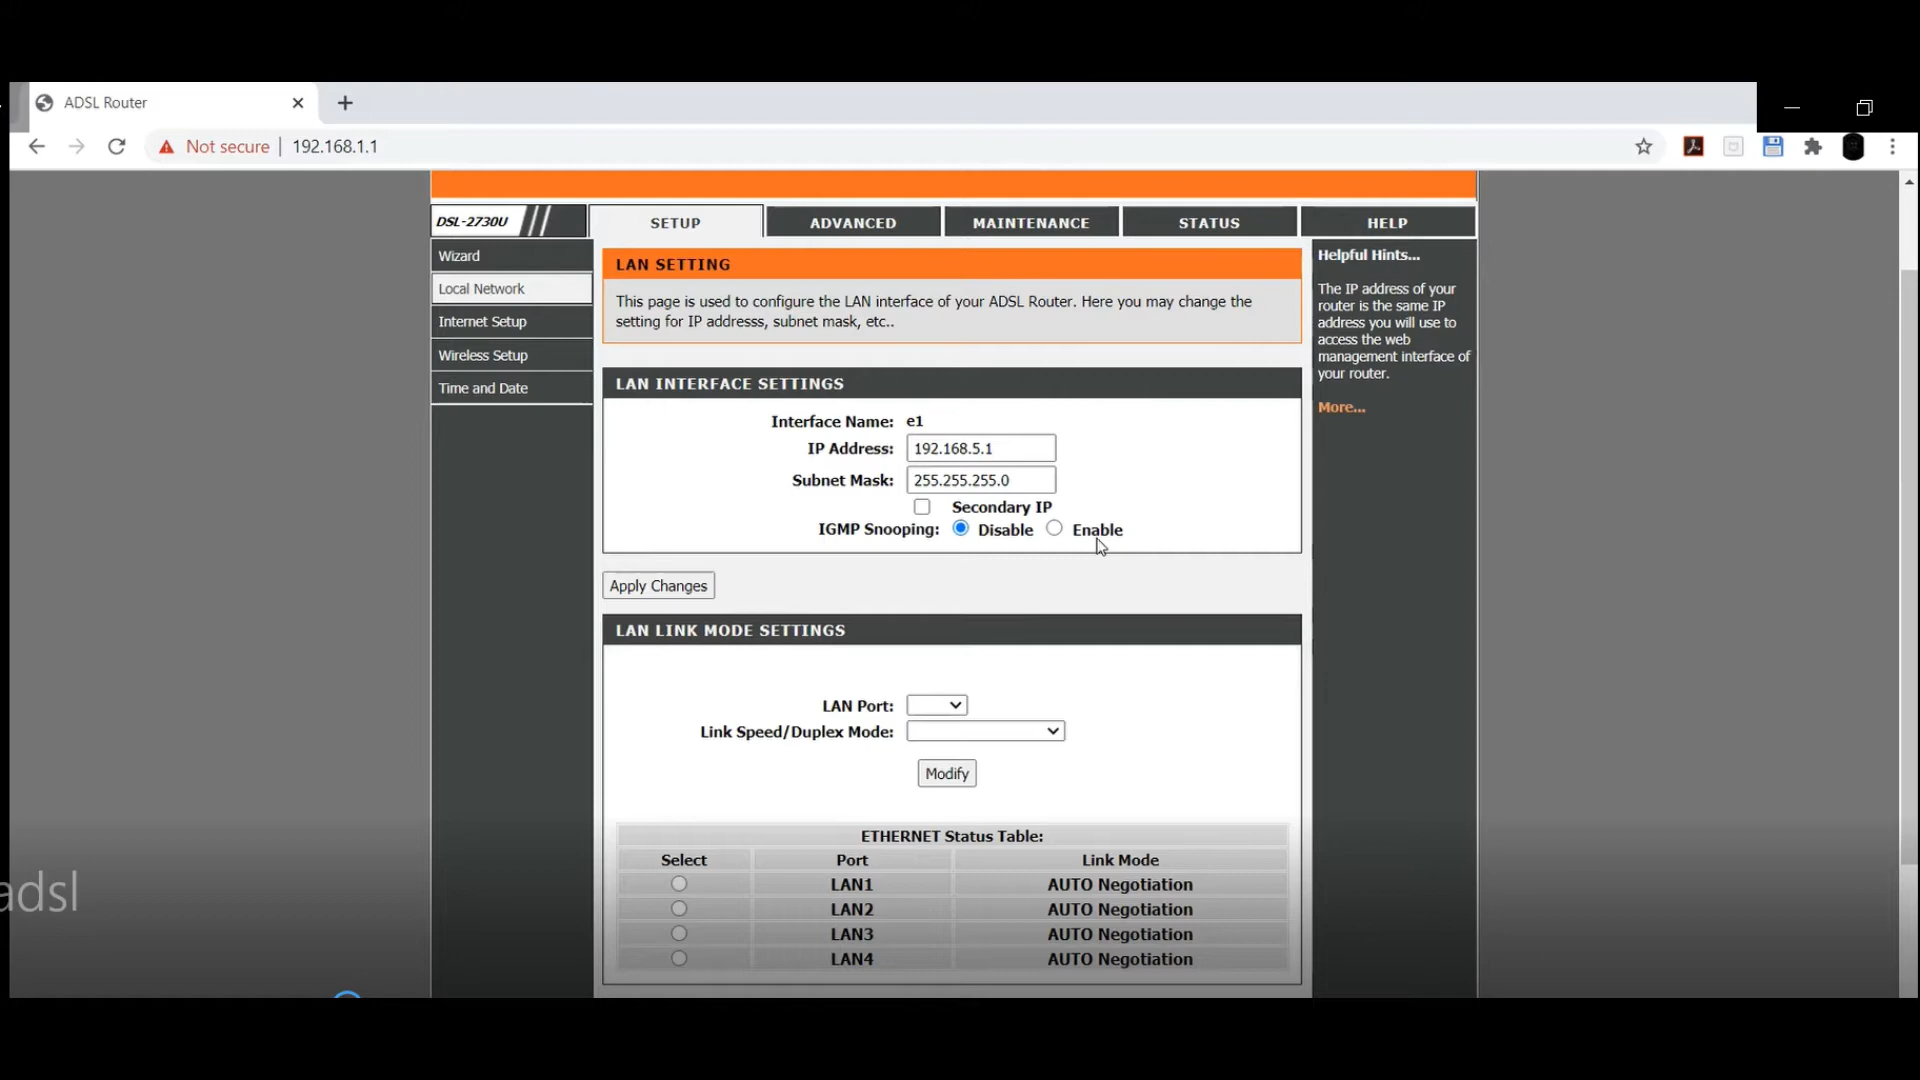 ADSL Router
Not secure | 192.168.1.1
DSL-2730U
SETUP
ADVANCED
MAINTENANCE
STATUS
HELP
Wizard
Local Network
Internet Setup
Wireless Setup
Time and Date
LAN SETTING
This page is used to configure the LAN interface of your ADSL Router. Here you may change the
setting for IP addresss, subnet mask, etc..
LAN INTERFACE SETTINGS
Interface Name: e1
IP Address: 192.168.5.1
Subnet Mask: 255.255.255.0
Secondary IP
IGMP Snooping: Disable Enable
Apply Changes
LAN LINK MODE SETTINGS
LAN Port:
Link Speed/Duplex Mode:
Modify
ETHERNET Status Table:
Select Port Link Mode
LAN1 AUTO Negotiation
LAN2 AUTO Negotiation
LAN3 AUTO Negotiation
LAN4 AUTO Negotiation
Helpful Hints...
The IP address of your
router is the same IP
address you will use to
access the web
management interface of
your router.
More...
adsl